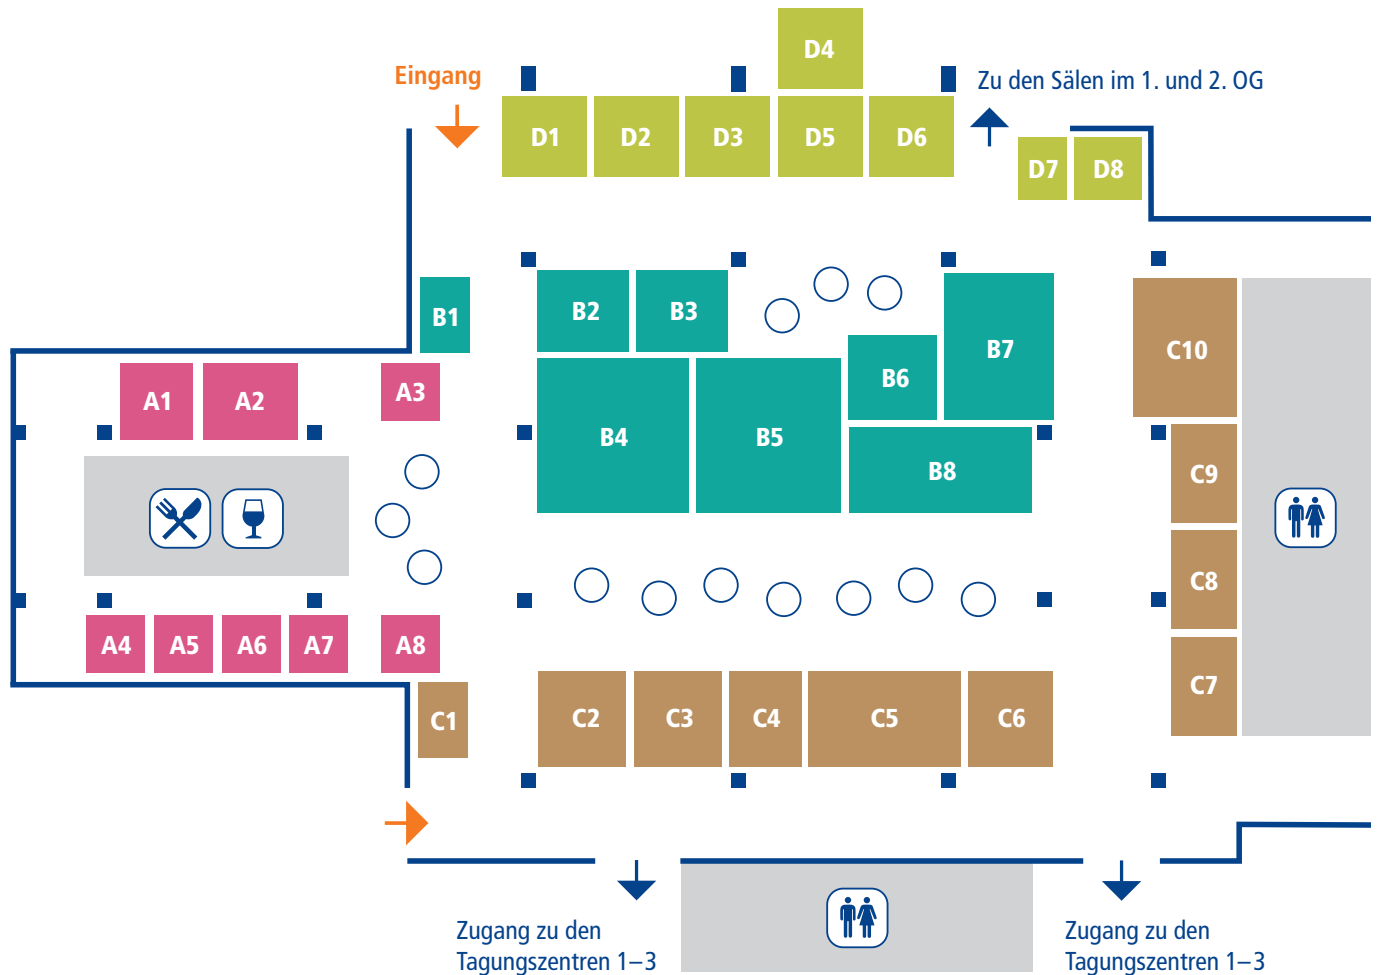 D4
Eingang
Zu den Sälen im 1. und 2. OG
D1 D2 D3 D5 D6
D7 D8
B1 B2 B3
B7
C10
A1 A2 A3
B6
B4 B5
B8
C9
C8
A4 A5 A6 A7 A8
C7
C1 C2 C3 C4 C5 C6
Zugang zu den
Tagungszentren 1–3
Zugang zu den
Tagungszentren 1–3